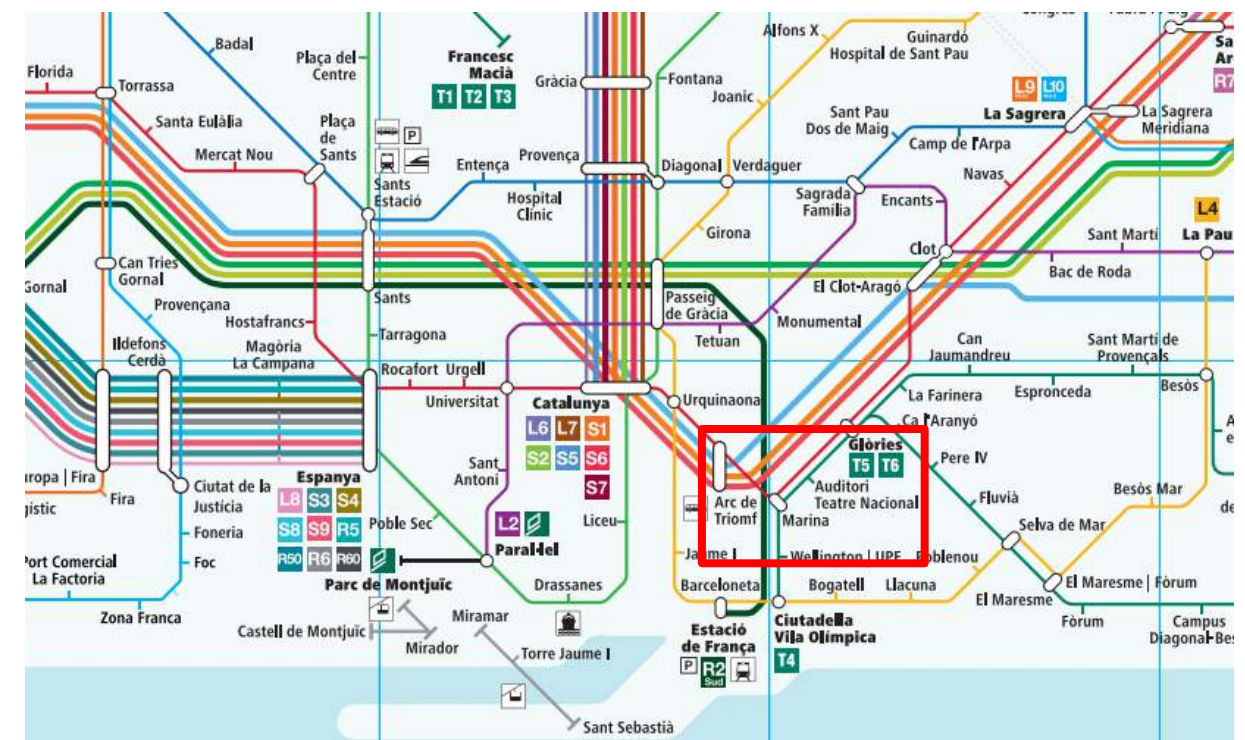 Badal
Plaça del
Centre
Francesc
Macià
T1 T2 T3
Gràcia
Fontana
Joanic
Alfons X
Guinardó
Hospital de Sant Pau
L9
L10
La Sagrera
La Sagrera
Meridiana
R7
Florida
Torrassa
Santa Eulàlia
Mercat Nou
Plaça
de
Sants
P
Sants
Estació
Entença
Provença
Hospital
Clínic
Diagonal
Verdaguer
Sant Pau
Dos de Maig
Camp de l'Arpa
Navas
Sagrada
Família
Encants
Girona
Clot
Sant Martí
L4
La Pau
Bac de Roda
El Clot-Aragó
Can Tries
Gornal
Gornal
Provençana
Sants
Hostafrancs
Tarragona
Passeig
de Gràcia
Tetuan
Monumental
Ildefons
Cerdà
Magòria
La Campana
Rocafort
Urgell
Universitat
Catalunya
L6 L7 S1
S2 S5 S6
S7
Urquinaona
Can
Jaumandreu
Sant Martí de
Provençals
La Farinera
Espronceda
Besòs
Ca l'Aranyó
Glòries
T5 T6
Pere IV
Auditori
Teatre Nacional
Fluvià
Besòs Mar
Selva de Mar
Arc de
Triomf
Marina
Wellington | UPF
Poblenou
Jaume I
Europa | Fira
Fira
Ciutat de la
Justícia
Foneria
Foc
Port Comercial
La Factoria
Zona Franca
Espanya
L8 S3 S4
S8 S9 R5
R50 R6 R60
Parc de Montjuïc
Poble Sec
Sant
Antoni
L2
Paral·lel
Liceu
Drassanes
Castell de Montjuïc
Mirador
Miramar
Torre Jaume I
Sant Sebastià
Barceloneta
Estació
de França
P R2
Sud
Ciutadella
Vila Olímpica
T4
Bogatell
Llacuna
El Maresme
El Maresme | Fòrum
Fòrum
Campus